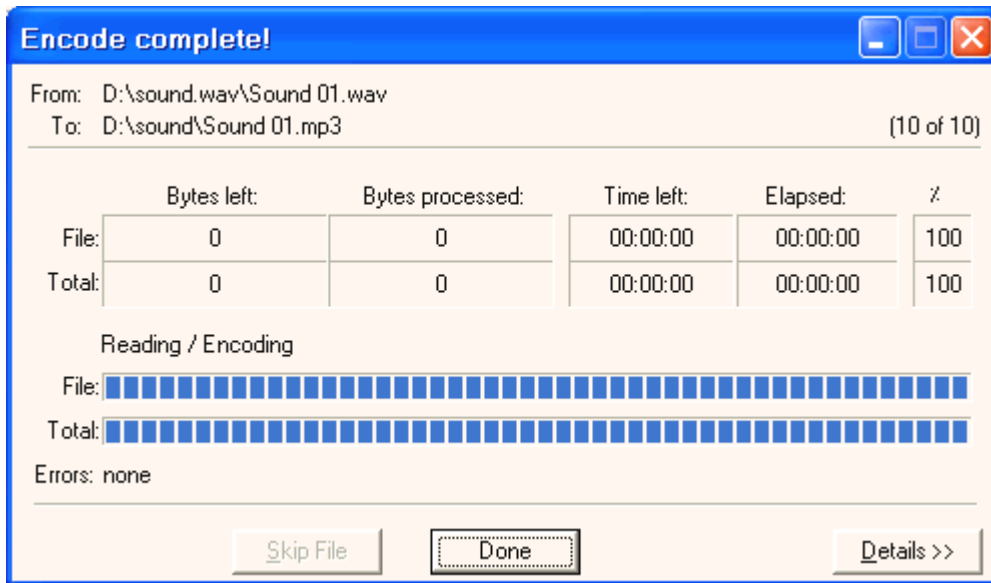 Encode complete!
From: D:\sound.wav\Sound 01.wav
To: D:\sound\Sound 01.mp3 (10 of 10)
Bytes left: Bytes processed: Time left: Elapsed: %
File: 0 0 00:00:00 00:00:00 100
Total: 0 0 00:00:00 00:00:00 100
Reading / Encoding
File:
Total:
Errors: none
Skip File Done Details >>